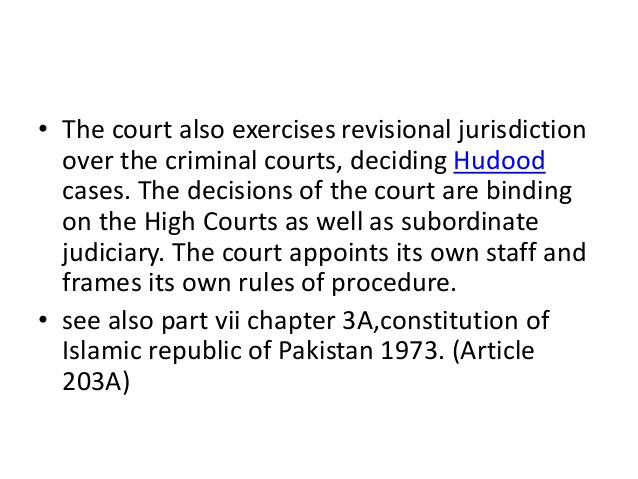 • The court also exercises revisional jurisdiction
over the criminal courts, deciding Hudood
cases. The decisions of the court are binding
on the High Courts as well as subordinate
judiciary. The court appoints its own staff and
frames its own rules of procedure.
• see also part vii chapter 3A,constitution of
Islamic republic of Pakistan 1973. (Article
203A)